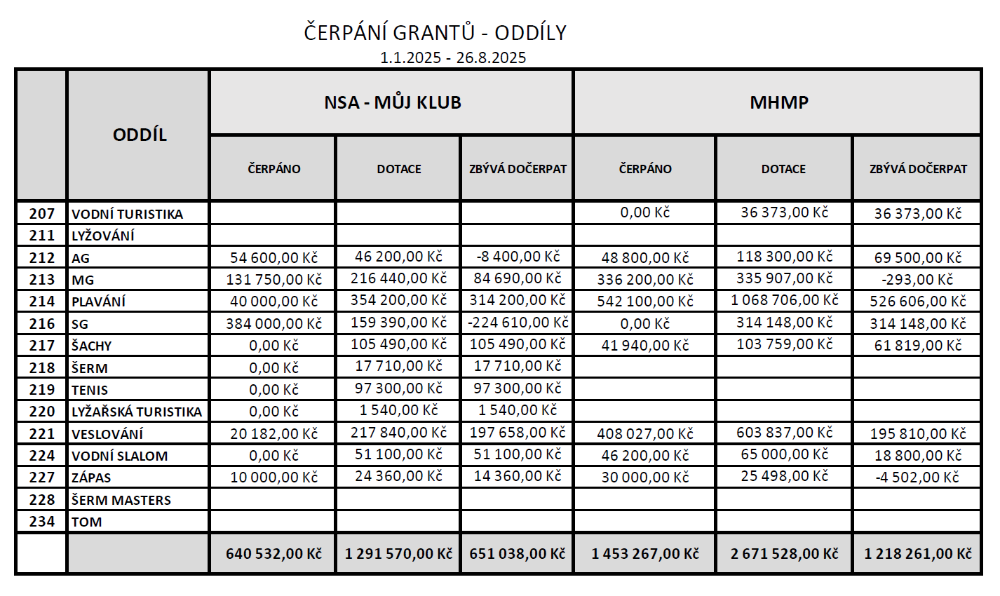 ČERPÁNÍ GRANTŮ - ODDÍLY
1.1.2025 - 26.8.2025
ODDÍL NSA - MŮJ KLUB MHMP
ČERPÁNO DOTACE ZBÝVÁ DOČERPAT ČERPÁNO DOTACE ZBÝVÁ DOČERPAT
207 VODNÍ TURISTIKA 0,00 Kč 36 373,00 Kč 36 373,00 Kč
211 LYŽOVÁNÍ
212 AG 54 600,00 Kč 46 200,00 Kč -8 400,00 Kč 48 800,00 Kč 118 300,00 Kč 69 500,00 Kč
213 MG 131 750,00 Kč 216 440,00 Kč 84 690,00 Kč 336 200,00 Kč 335 907,00 Kč -293,00 Kč
214 PLAVÁNÍ 40 000,00 Kč 354 200,00 Kč 314 200,00 Kč 542 100,00 Kč 1 068 706,00 Kč 526 606,00 Kč
216 SG 384 000,00 Kč 159 390,00 Kč -224 610,00 Kč 0,00 Kč 314 148,00 Kč 314 148,00 Kč
217 ŠACHY 0,00 Kč 105 490,00 Kč 105 490,00 Kč 41 940,00 Kč 103 759,00 Kč 61 819,00 Kč
218 ŠERM 0,00 Kč 17 710,00 Kč 17 710,00 Kč
219 TENIS 0,00 Kč 97 300,00 Kč 97 300,00 Kč
220 LYŽAŘSKÁ TURISTIKA 0,00 Kč 1 540,00 Kč 1 540,00 Kč
221 VESLOVÁNÍ 20 182,00 Kč 217 840,00 Kč 197 658,00 Kč 408 027,00 Kč 603 837,00 Kč 195 810,00 Kč
224 VODNÍ SLALOM 0,00 Kč 51 100,00 Kč 51 100,00 Kč 46 200,00 Kč 65 000,00 Kč 18 800,00 Kč
227 ZÁPAS 10 000,00 Kč 24 360,00 Kč 14 360,00 Kč 30 000,00 Kč 25 498,00 Kč -4 502,00 Kč
228 ŠERM MASTERS
234 TOM
640 532,00 Kč 1 291 570,00 Kč 651 038,00 Kč 1 453 267,00 Kč 2 671 528,00 Kč 1 218 261,00 Kč